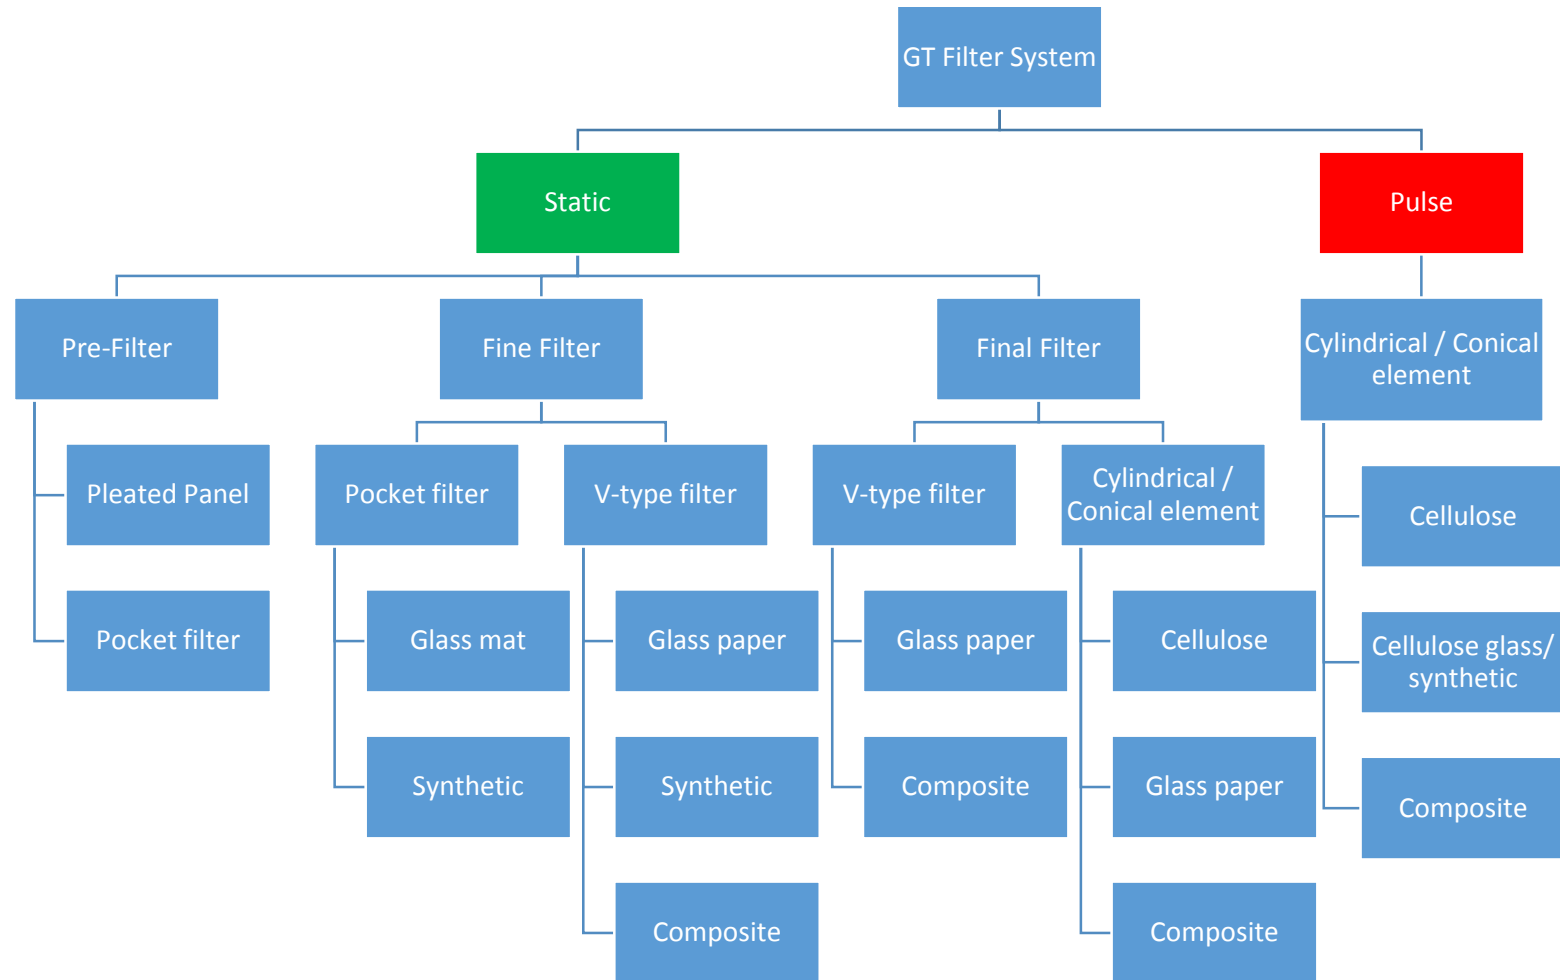 GT Filter System
Static
Pulse
Pre-Filter
Fine Filter
Final Filter
Cylindrical / Conical
element
Pleated Panel
Pocket filter
V-type filter
V-type filter
Cylindrical /
Conical element
Cellulose
Pocket filter
Glass mat
Glass paper
Glass paper
Cellulose
Cellulose glass/
synthetic
Synthetic
Synthetic
Composite
Glass paper
Composite
Composite
Composite